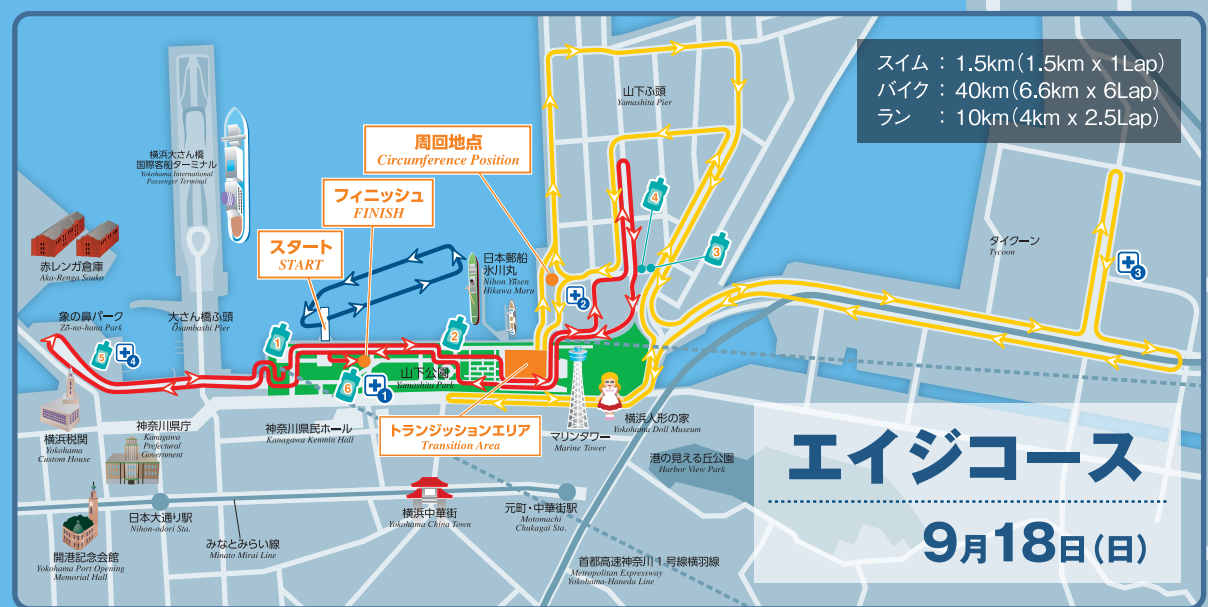 スイム : 1.5km(1.5km x 1Lap)
バイク : 40km(6.6km x 6Lap)
ラン : 10km(4km x 2.5Lap)
山下ふ頭
Yamashita Pier
周回地点
Circumference Position
横浜大さん橋
国際客船ターミナル
Yokohama International
Passenger Terminal
フィニッシュ
FINISH
スタート
START
4
3
タイクーン
Tycoon
日本郵船
氷川丸
Nihon Yūsen
Hikawa Maru
赤レンガ倉庫
Aka-Renga Souko
3
2
象の鼻パーク
Zō-no-hana Park
大さん橋ふ頭
Ōsambashi Pier
1
2
5
4
山下公園
Yamashita Park
6
1
トランジッションエリア
Transition Area
マリンタワー
Marine Tower
横浜人形の家
Yokohama Doll Museum
横浜税関
Yokohama
Custom House
神奈川県庁
Kanagawa
Prefectural
Government
神奈川県民ホール
Kanagawa Kenmin Hall
港の見える丘公園
Harbor View Park
エイジコース
9月18日(日)
日本大通り駅
Nihon-odori Sta.
みなとみらい線
Minato Mirai Line
横浜中華街
Yokohama China Town
元町・中華街駅
Motomachi
Chukagai Sta.
開港記念会館
Yokohama Port Opening
Memorial Hall
首都高速神奈川1号線横羽線
Metropolitan Expressway
Yokohama-Haneda Line